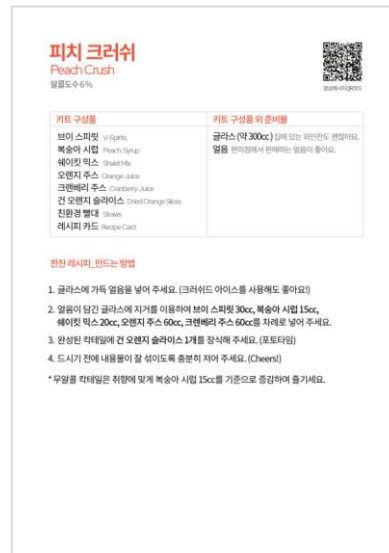 피치 크러쉬
Peach Crush
알콜도수 6%
영상레시피 QR코드
키트 구성품
브이 스피릿 V-Spirits
복숭아 시럽 Peach Syrup
쉐이킷 믹스 Shakit Mix
오렌지 주스 Orange Juice
크렌베리 주스 Cranberry Juice
건 오렌지 슬라이스 Dried Orange Slices
친환경 빨대 Straws
레시피 카드 Recipe Card
키트 구성품 외 준비물
글라스 (약 300cc) 집에 있는 와인잔도 괜찮아요.
얼음 편의점에서 판매하는 얼음이 좋아요.
한잔 레시피_만드는 방법
1. 글라스에 가득 얼음을 넣어 주세요. (크러쉬드 아이스를 사용해도 좋아요!)
2. 얼음이 담긴 글라스에 지거를 이용하여 브이 스피릿 30cc, 복숭아 시럽 15cc,
쉐이킷 믹스 20cc, 오렌지 주스 60cc, 크렌베리 주스 60cc를 차례로 넣어 주세요.
3. 완성된 칵테일에 건 오렌지 슬라이스 1개를 장식해 주세요. (포토타임)
4. 드시기 전에 내용물이 잘 섞이도록 충분히 저어 주세요. (Cheers!)
* 무알콜 칵테일은 취향에 맞게 복숭아 시럽 15cc를 기준으로 증감하여 즐기세요.